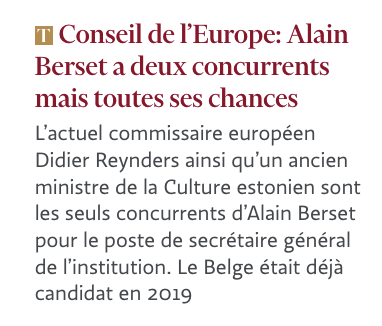 T Conseil de l’Europe: Alain
Berset a deux concurrents
mais toutes ses chances
L’actuel commissaire européen
Didier Reynders ainsi qu’un ancien
ministre de la Culture estonien sont
les seuls concurrents d’Alain Berset
pour le poste de secrétaire général
de l’institution. Le Belge était déjà
candidat en 2019